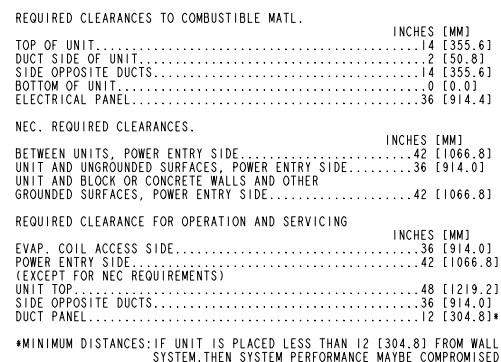 REQUIRED CLEARANCES TO COMBUSTIBLE MATL.
INCHES [MM]
TOP OF UNIT.............................................14 [355.6]
DUCT SIDE OF UNIT.......................................2 [50.8]
SIDE OPPOSITE DUCTS.....................................14 [355.6]
BOTTOM OF UNIT..........................................0 [0.0]
ELECTRICAL PANEL........................................36 [914.4]
NEC. REQUIRED CLEARANCES.
INCHES [MM]
BETWEEN UNITS, POWER ENTRY SIDE........................42 [1066.8]
UNIT AND UNGROUNDED SURFACES, POWER ENTRY SIDE.........36 [914.0]
UNIT AND BLOCK OR CONCRETE WALLS AND OTHER
GROUNDED SURFACES, POWER ENTRY SIDE....................42 [1066.8]
REQUIRED CLEARANCE FOR OPERATION AND SERVICING
INCHES [MM]
EVAP. COIL ACCESS SIDE..................................36 [914.0]
POWER ENTRY SIDE........................................42 [1066.8]
(EXCEPT FOR NEC REQUIREMENTS)
UNIT TOP................................................48 [1219.2]
SIDE OPPOSITE DUCTS.....................................36 [914.0]
DUCT PANEL..............................................12 [304.8]*
*MINIMUM DISTANCES:IF UNIT IS PLACED LESS THAN 12 [304.8] FROM WALL
SYSTEM.THEN SYSTEM PERFORMANCE MAYBE COMPROMISED